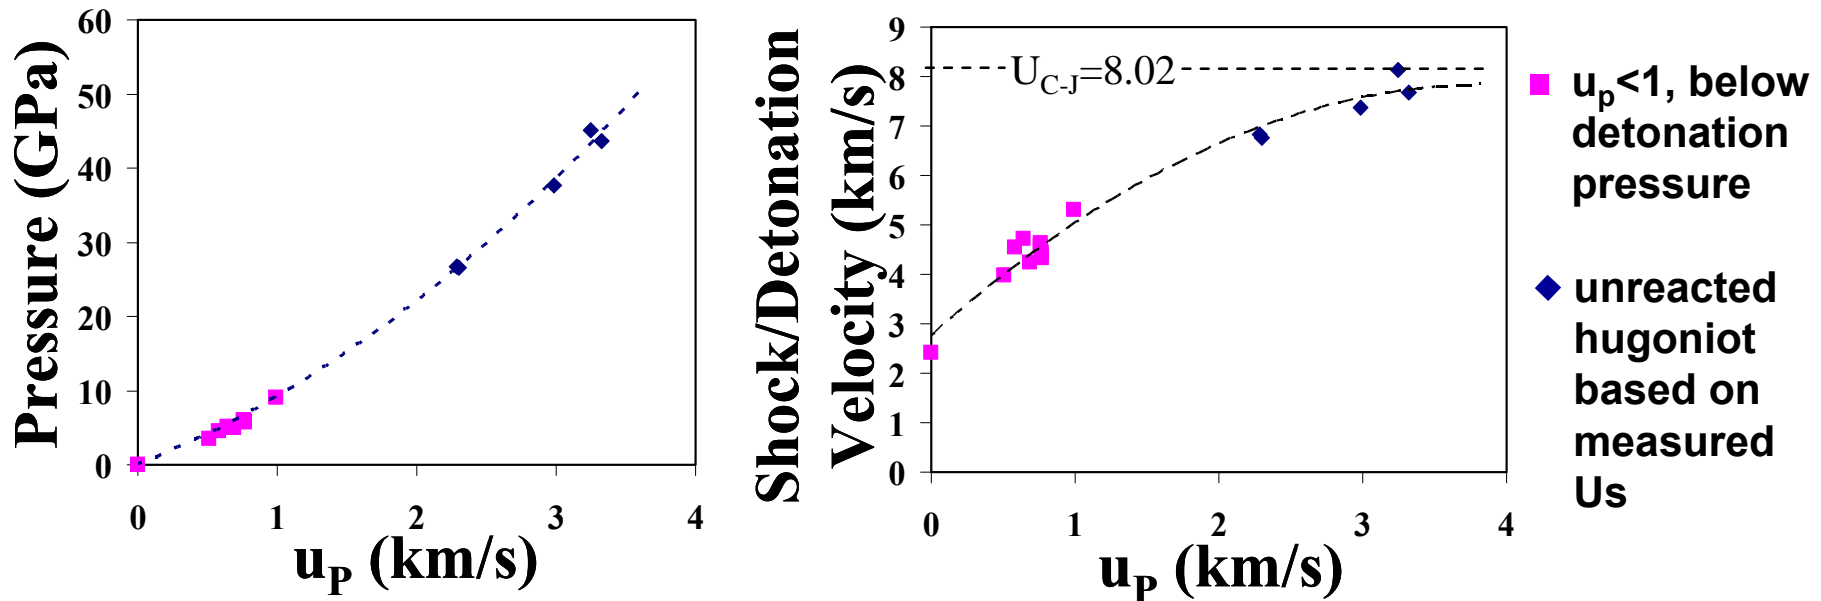 Pressure (GPa)
60
50
40
30
20
10
0
0 1 2 3 4
uP (km/s)
Shock/Detonation
Velocity (km/s)
9
8
7
6
5
4
3
2
1
0
UC-J=8.02
0 1 2 3 4
uP (km/s)
up<1, below
detonation
pressure
unreacted
hugoniot
based on
measured
Us